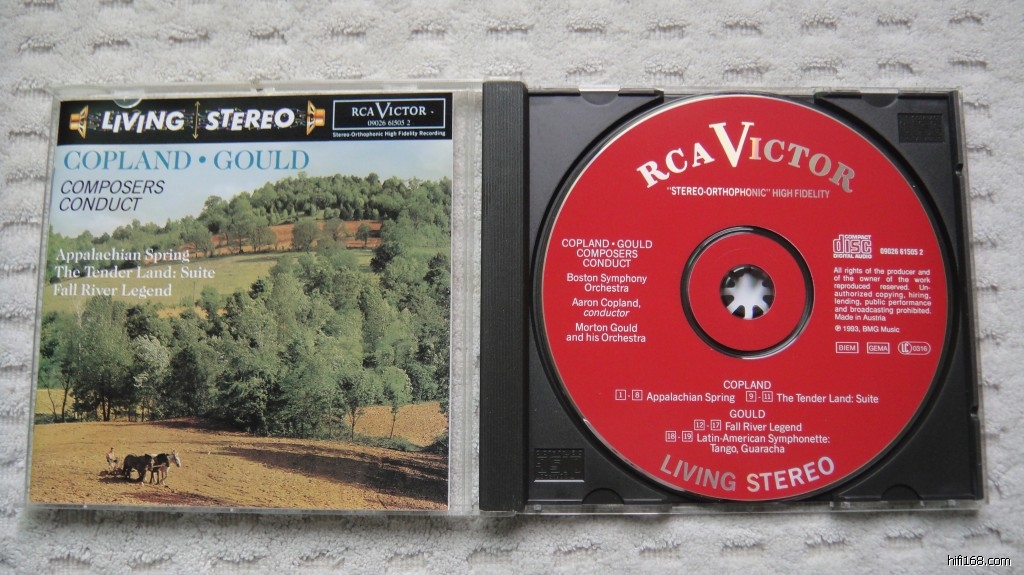 LIVING STEREO
RCA VICTOR
09026 61505 2
Stereo-Orthophonic High Fidelity Recording
COPLAND • GOULD
COMPOSERS
CONDUCT
Appalachian Spring
The Tender Land: Suite
Fall River Legend
RCA VICTOR
"STEREO-ORTHOPHONIC" HIGH FIDELITY
COPLAND • GOULD
COMPOSERS
CONDUCT
Boston Symphony
Orchestra
Aaron Copland,
conductor
Morton Gould
and his Orchestra
COMPACT
disc
DIGITAL AUDIO
09026 61505 2
All rights of the producer and
of the owner of the work
reproduced reserved. Un-
authorized copying, hiring,
lending, public performance
and broadcasting prohibited.
Made in Austria
℗ 1993, BMG Music
BIEM
GEMA
LC 0316
COPLAND
1 - 8 Appalachian Spring 9 - 11 The Tender Land: Suite
GOULD
12 - 17 Fall River Legend
18 - 19 Latin-American Symphonette:
Tango, Guaracha
LIVING STEREO
hifi168.com